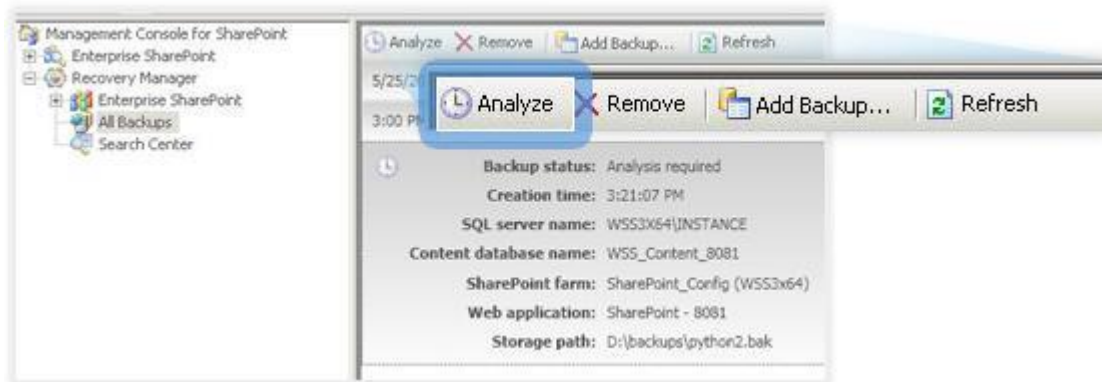 Management Console for SharePoint
Enterprise SharePoint
Recovery Manager
Enterprise SharePoint
All Backups
Search Center
Analyze Remove Add Backup... Refresh
5/25/2
Analyze Remove Add Backup... Refresh
3:00 PM
Backup status: Analysis required
Creation time: 3:21:07 PM
SQL server name: WSS3X64\INSTANCE
Content database name: WSS_Content_8081
SharePoint farm: SharePoint_Config (WSS3x64)
Web application: SharePoint - 8081
Storage path: D:\backups\python2.bak